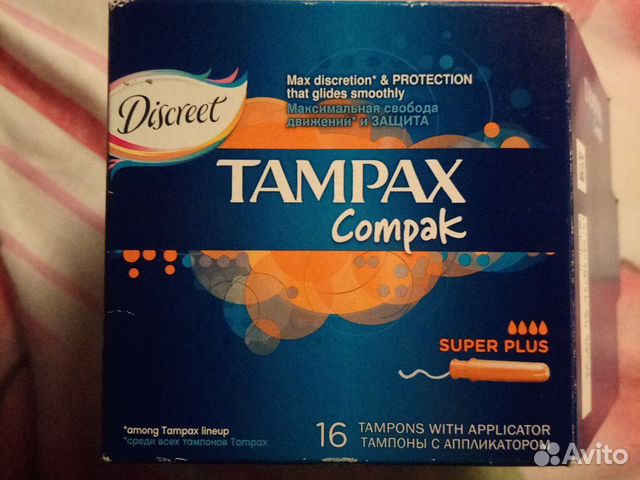 Discreet
Max discretion* & PROTECTION
that glides smoothly
Максимальная свобода
движений* и ЗАЩИТА
TAMPAX
Compak
SUPER PLUS
*among Tampax lineup
*среди всех тампонов Tampax
16 TAMPONS WITH APPLICATOR
ТАМПОНЫ С АППЛИКАТОРОМ
Avito